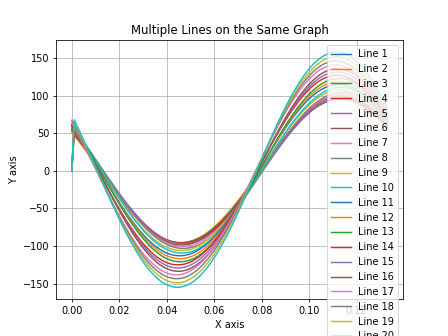 Multiple Lines on the Same Graph
150
100
50
0
−50
−100
−150
Y axis
0.00
0.02
0.04
0.06
0.08
0.10
X axis
Line 1
Line 2
Line 3
Line 4
Line 5
Line 6
Line 7
Line 8
Line 9
Line 10
Line 11
Line 12
Line 13
Line 14
Line 15
Line 16
Line 17
Line 18
Line 19
Line 20